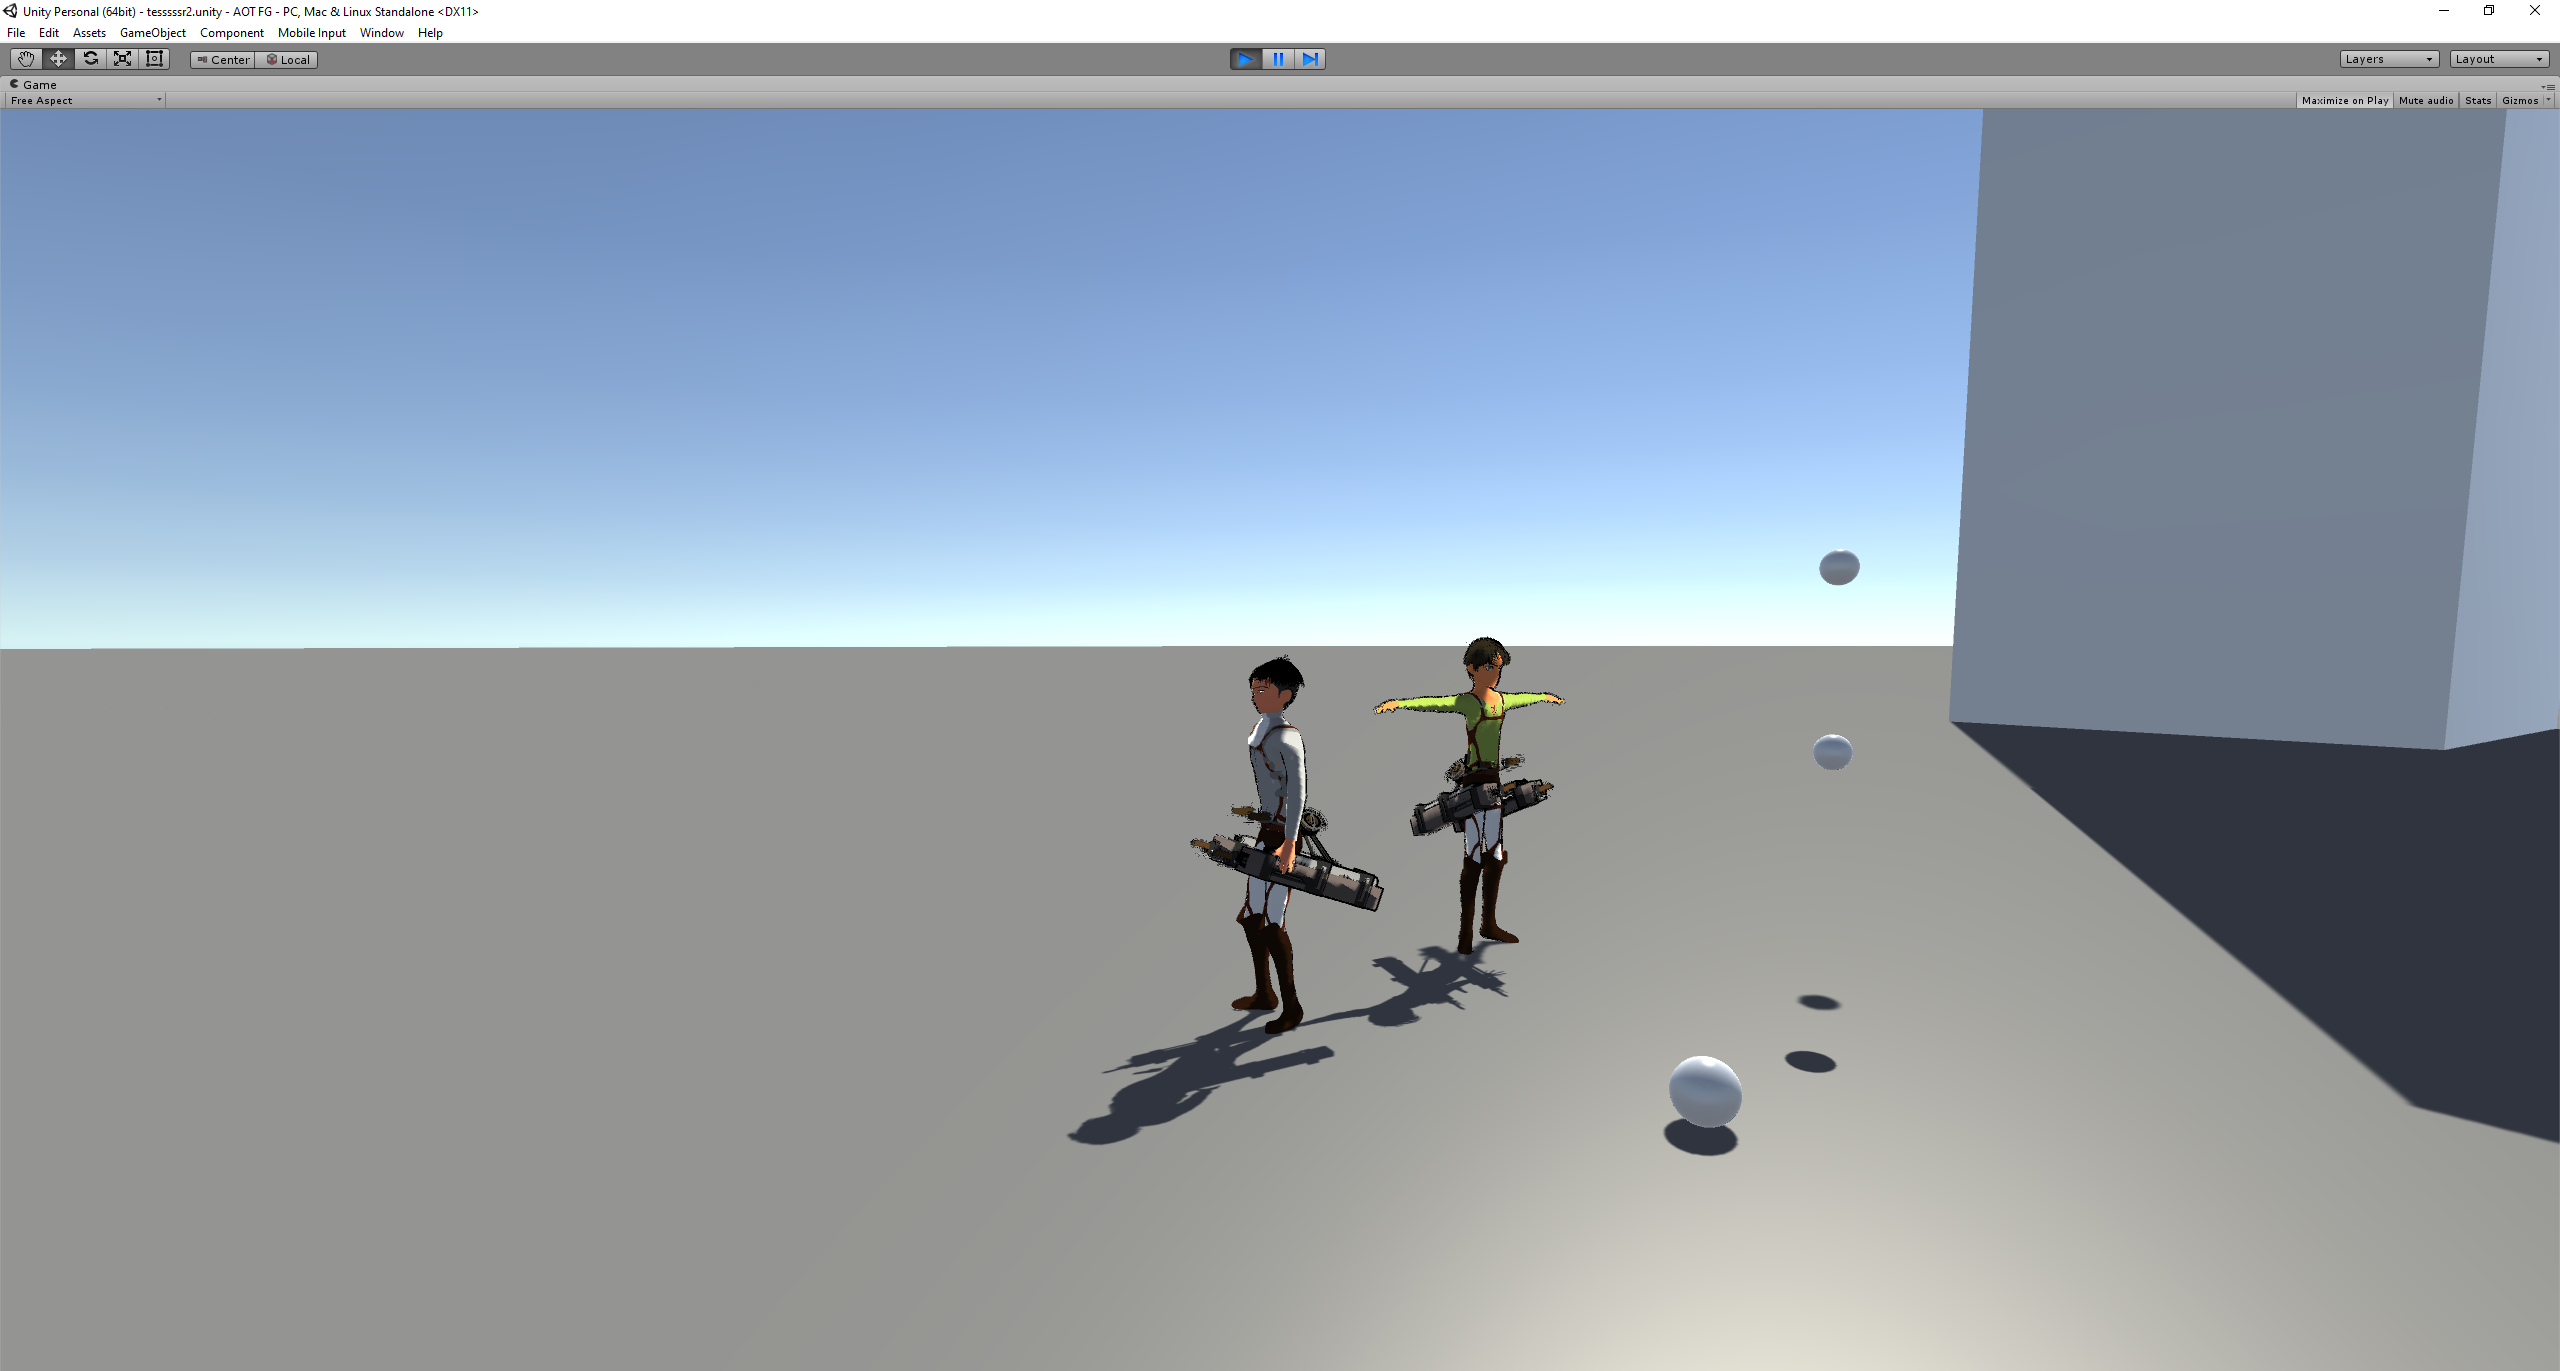 Unity Personal (64bit) - tesssssr2.unity - AOT FG - PC, Mac & Linux Standalone <DX11>
File Edit Assets GameObject Component Mobile Input Window Help
Center Local Layers Layout
Game
Free Aspect Maximize on Play Mute audio Stats Gizmos